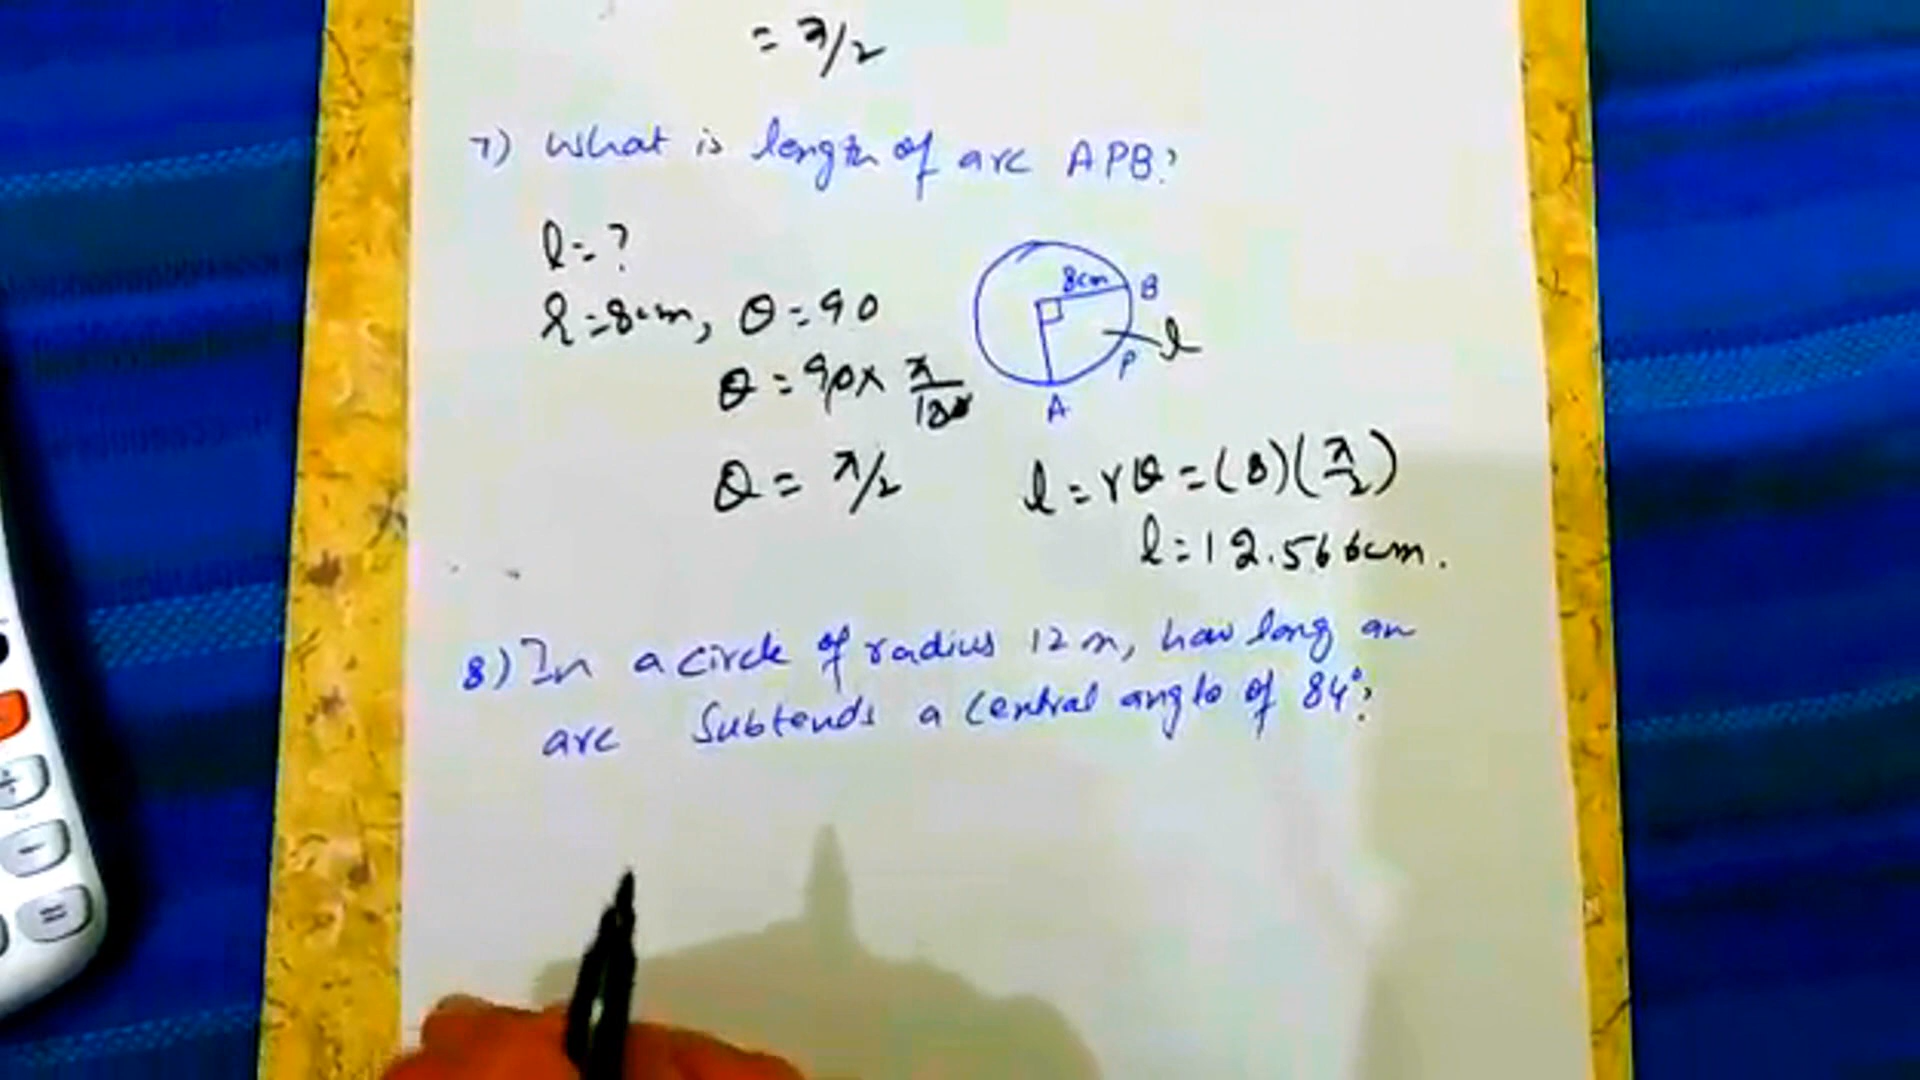 = π/2
7) What is length of arc APB?
l = ?
r = 8cm, θ = 90
θ = 90 x π/180
θ = π/2
8cm
B
l
P
A
l = rθ = (8)(π/2)
l = 12.566cm.
8) In a circle of radius 12 m, how long an
arc Subtends a central angle of 84°?